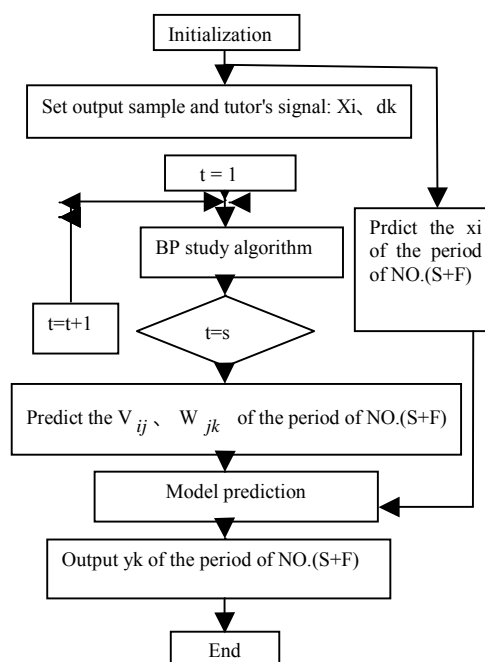 Initialization
Set output sample and tutor's signal: Xi、dk
t = 1
BP study algorithm
Prdict the xi
of the period
of NO.(S+F)
t=t+1
t=s
Predict the V ij 、 W jk of the period of NO.(S+F)
Model prediction
Output yk of the period of NO.(S+F)
End